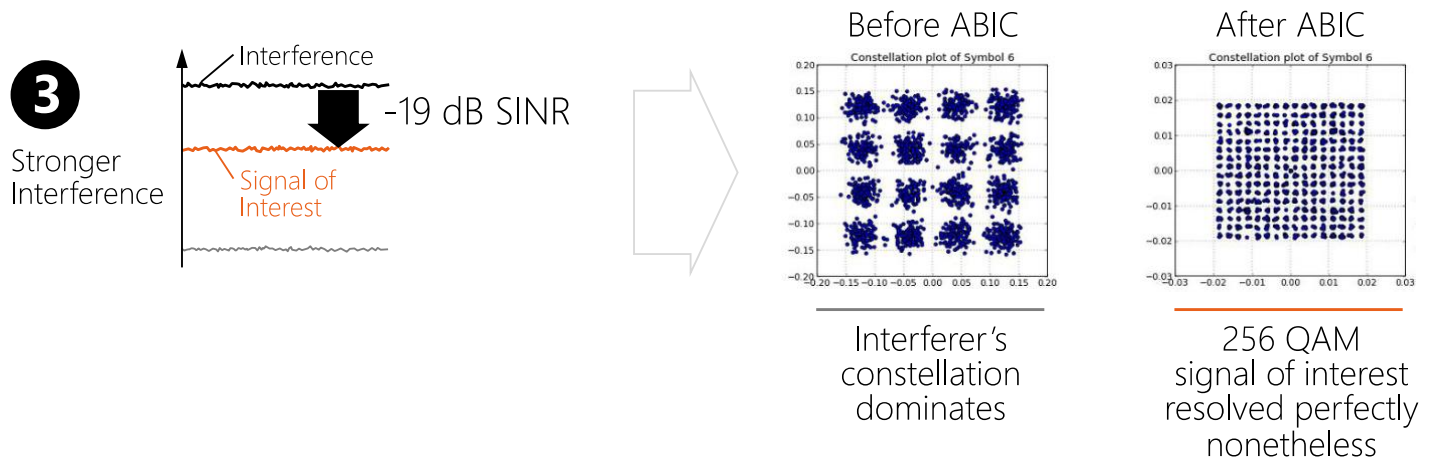 3
Stronger
Interference
Interference
-19 dB SINR
Signal of
Interest
Before ABIC
Constellation plot of Symbol 6
0.20
0.15
0.10
0.05
0.00
−0.05
−0.10
−0.15
−0.20
−0.20 −0.15 −0.10 −0.05 0.00 0.05 0.10 0.15 0.20
Interferer's
constellation
dominates
After ABIC
Constellation plot of Symbol 6
0.03
0.02
0.01
0.00
−0.01
−0.02
−0.03
−0.03 −0.02 −0.01 0.00 0.01 0.02 0.03
256 QAM
signal of interest
resolved perfectly
nonetheless